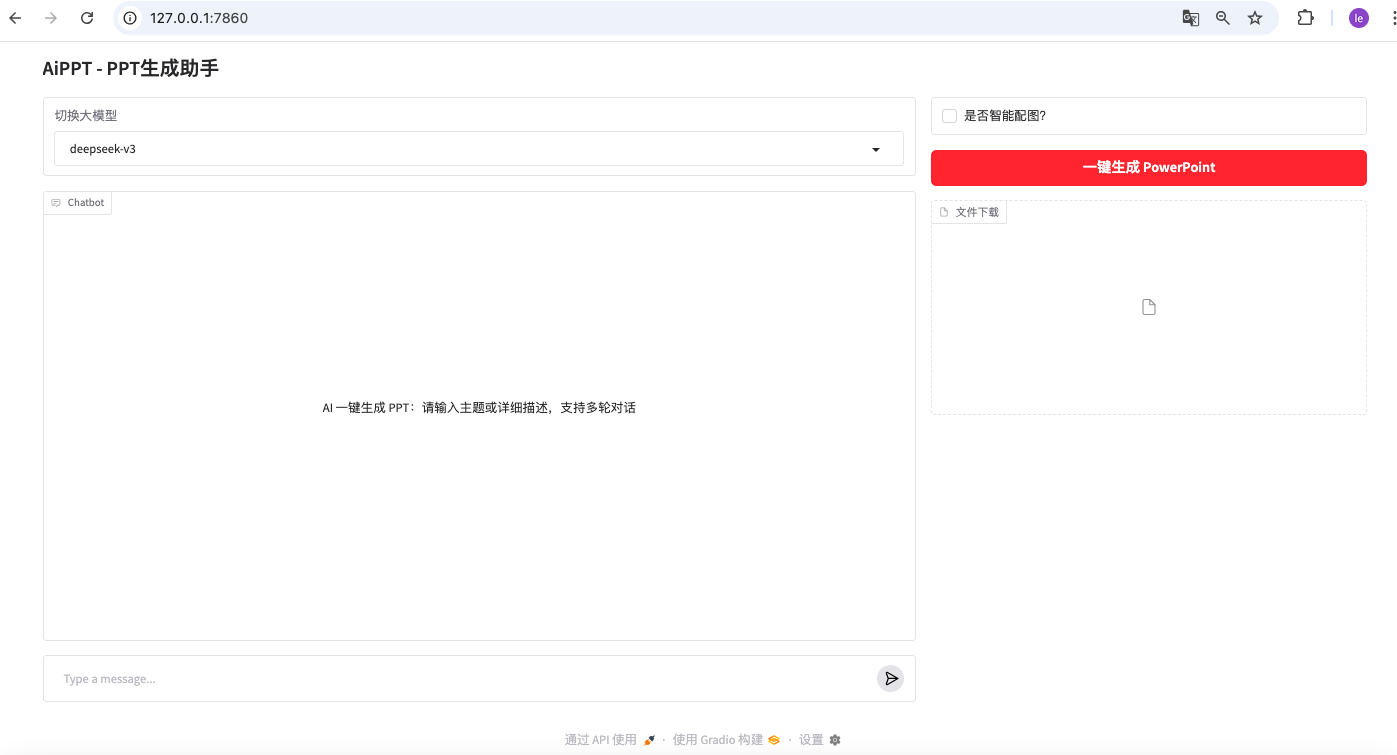 127.0.0.1:7860
le
AiPPT - PPT生成助手
切换大模型
deepseek-v3
Chatbot
AI 一键生成 PPT：请输入主题或详细描述，支持多轮对话
Type a message...
是否智能配图?
一键生成 PowerPoint
文件下载
通过 API 使用 · 使用 Gradio 构建 · 设置